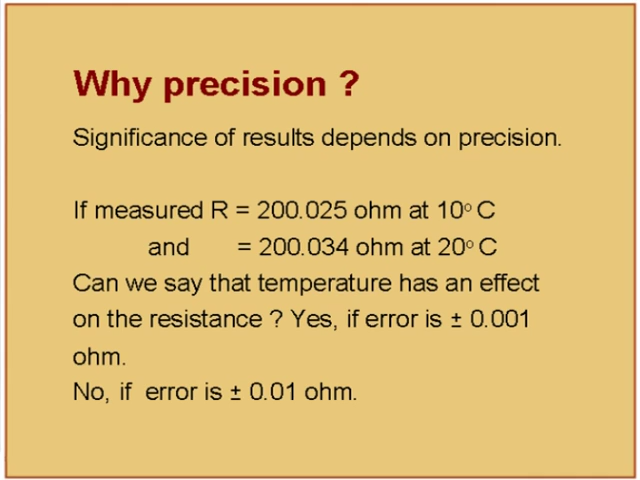 Why precision ?
Significance of results depends on precision.
If measured R = 200.025 ohm at 10º C
and = 200.034 ohm at 20º C
Can we say that temperature has an effect
on the resistance ? Yes, if error is ± 0.001
ohm.
No, if error is ± 0.01 ohm.